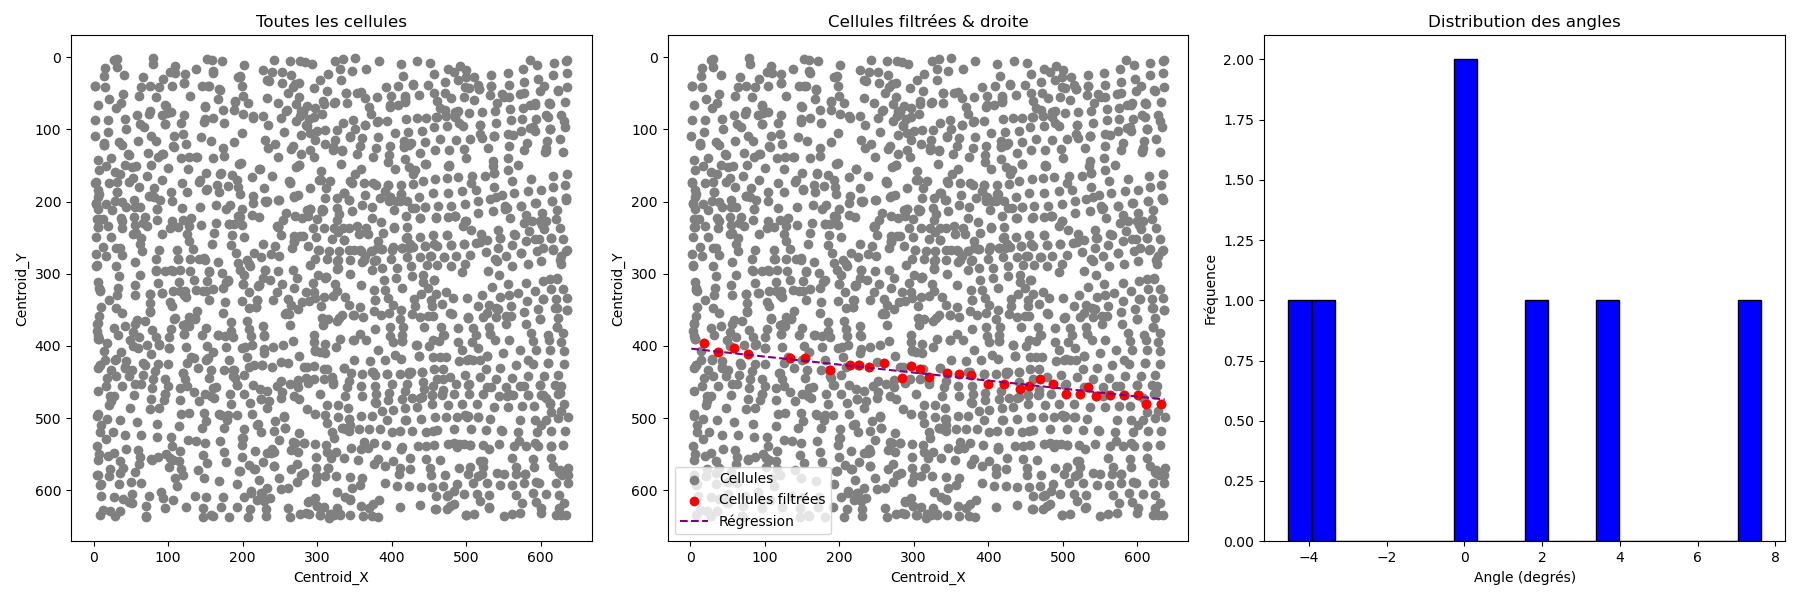 Toutes les cellules
0
100
200
300
400
500
600
Centroid_Y
0 100 200 300 400 500 600
Centroid_X
Cellules filtrées & droite
0
100
200
300
400
500
600
Centroid_Y
Cellules
Cellules filtrées
Régression
0 100 200 300 400 500 600
Centroid_X
Distribution des angles
2.00
1.75
1.50
1.25
1.00
0.75
0.50
0.25
0.00
Fréquence
−4 −2 0 2 4 6 8
Angle (degrés)